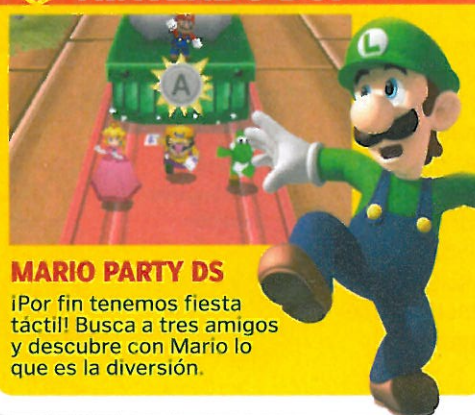 A
L
MARIO PARTY DS
¡Por fin tenemos fiesta
táctil! Busca a tres amigos
y descubre con Mario lo
que es la diversión.